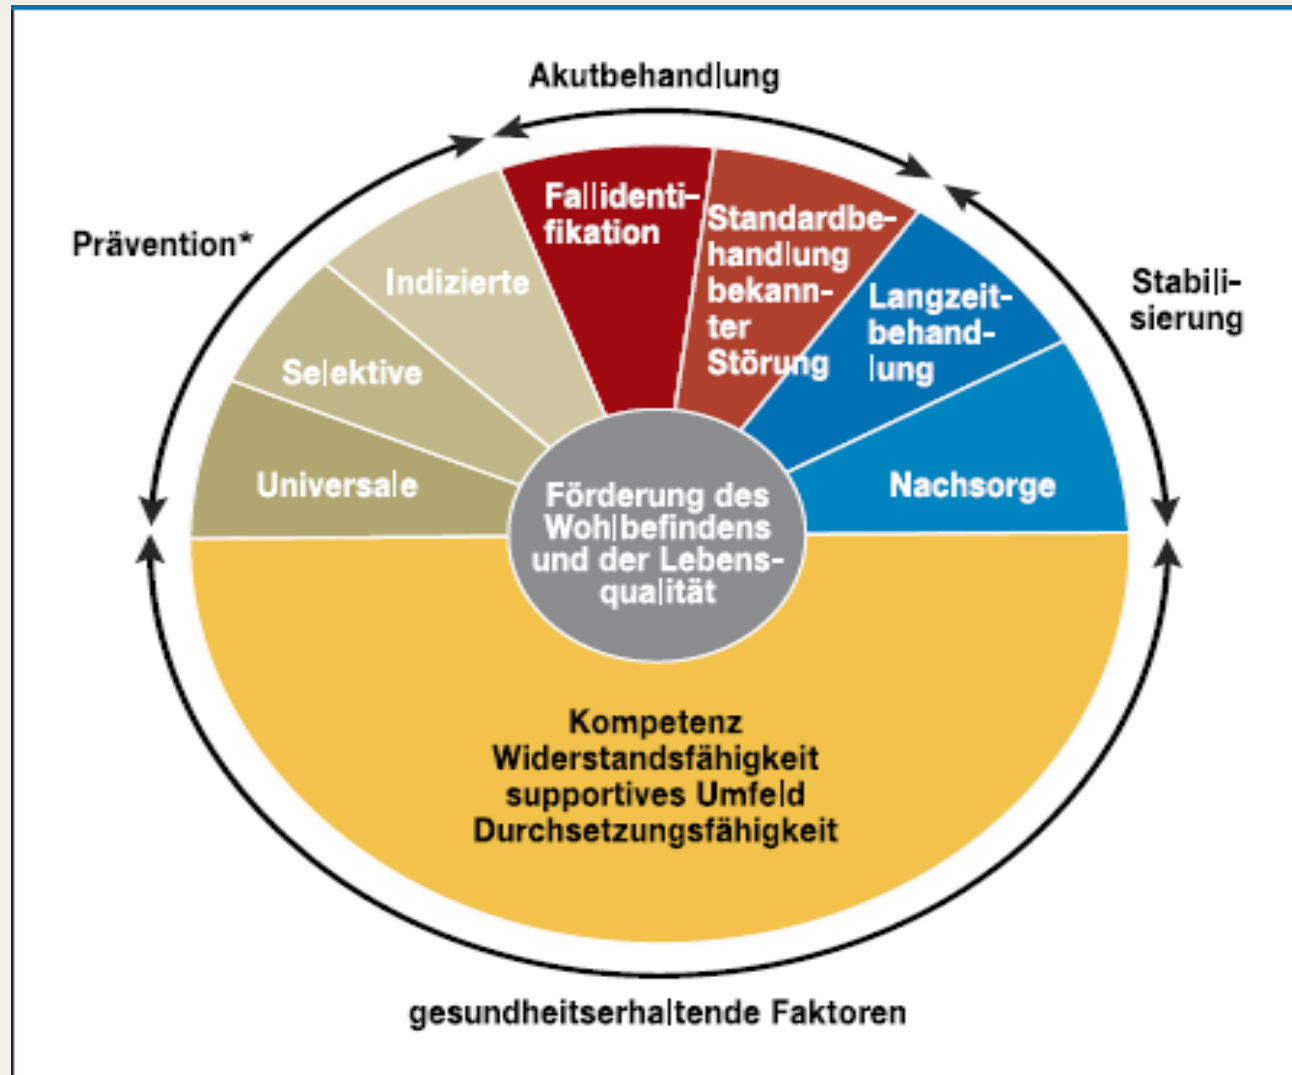 Akutbehandlung
Prävention*
Stabili-
sierung
Universale
Selektive
Indizierte
Fallidenti-
fikation
Standardbe-
handlung
bekann-
ter
Störung
Langzeit-
behand-
lung
Nachsorge
Förderung des
Wohlbefindens
und der Lebens-
qualität
Kompetenz
Widerstandsfähigkeit
supportives Umfeld
Durchsetzungsfähigkeit
gesundheitserhaltende Faktoren